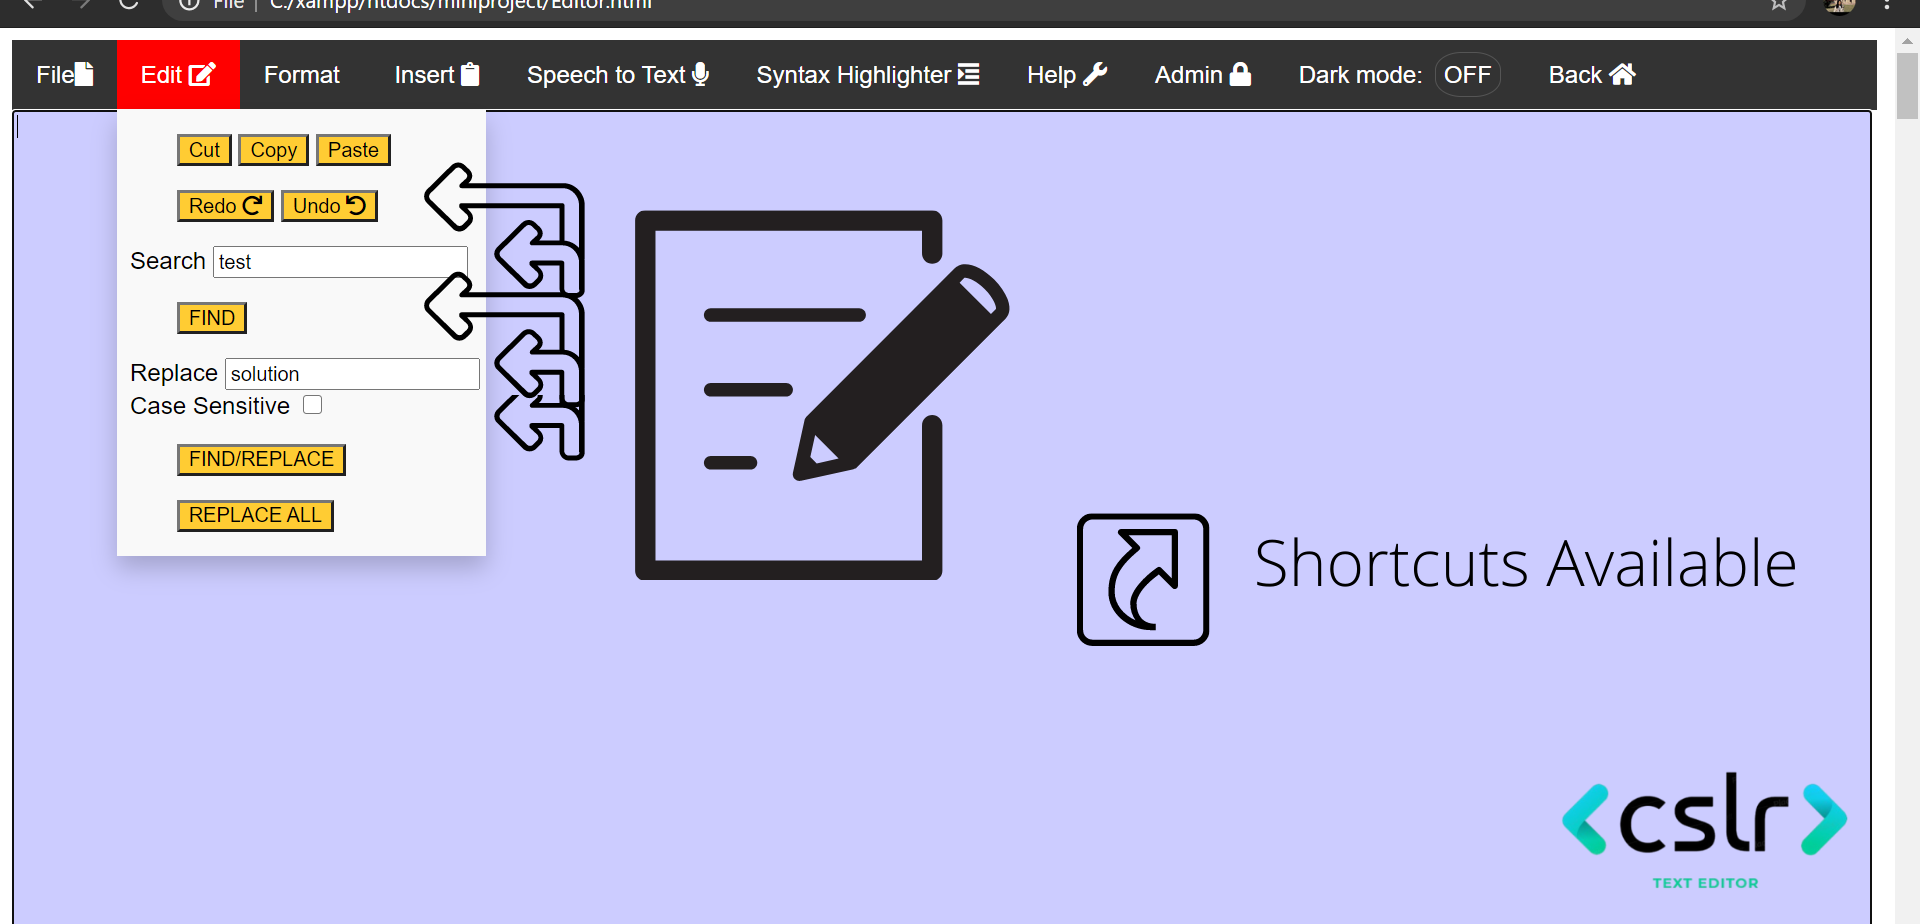 File | C:/xampp/htdocs/miniproject/Editor.html
File Edit Format Insert Speech to Text Syntax Highlighter Help Admin Dark mode: OFF Back
Cut Copy Paste
Redo Undo
Search test
FIND
Replace solution
Case Sensitive
FIND/REPLACE
REPLACE ALL
Shortcuts Available
<cslr>
TEXT EDITOR